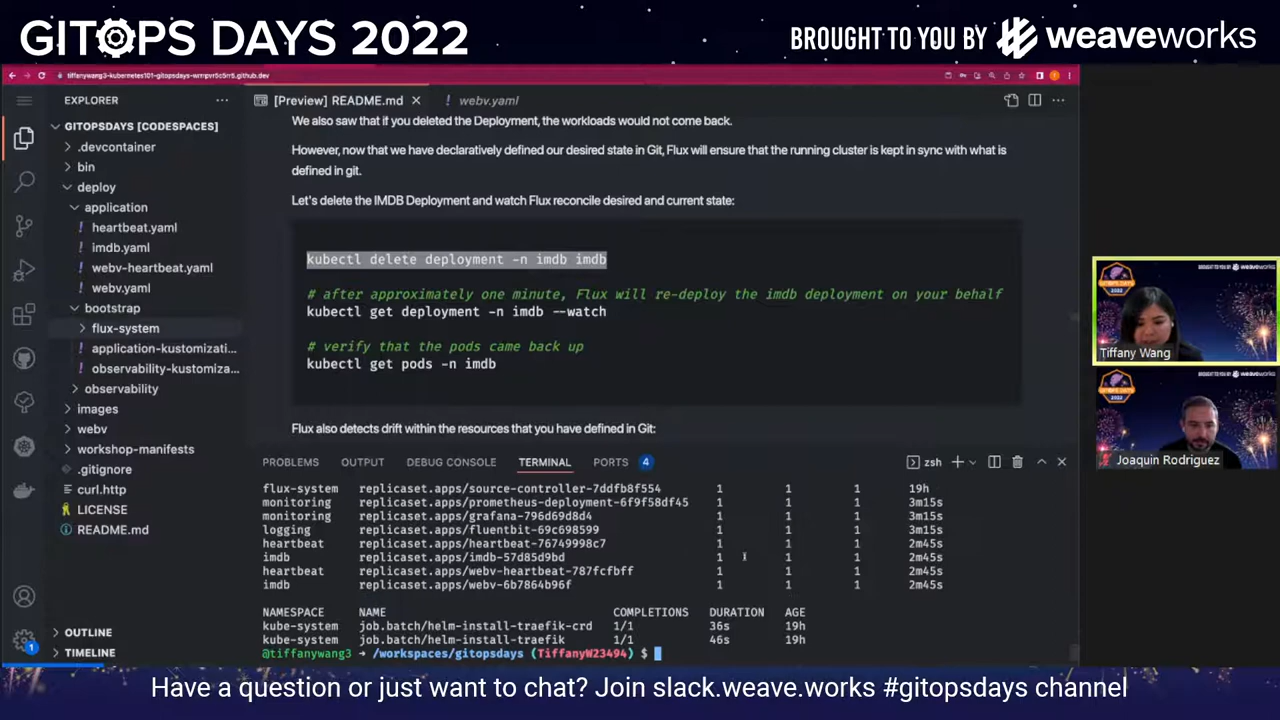 GITOPS DAYS 2022
BROUGHT TO YOU BY weaveworks
tiffanywang3-kubernetes101-gitopsdays-wrmpvr5c5rr5.github.dev
EXPLORER
[Preview] README.md
webv.yaml
GITOPSDAYS [CODESPACES]
.devcontainer
bin
deploy
application
heartbeat.yaml
imdb.yaml
webv-heartbeat.yaml
webv.yaml
bootstrap
flux-system
application-kustomizati...
observability-kustomiza...
observability
images
webv
workshop-manifests
.gitignore
curl.http
LICENSE
README.md
OUTLINE
TIMELINE
1
We also saw that if you deleted the Deployment, the workloads would not come back.
However, now that we have declaratively defined our desired state in Git, Flux will ensure that the running cluster is kept in sync with what is
defined in git.
Let's delete the IMDB Deployment and watch Flux reconcile desired and current state:
kubectl delete deployment -n imdb imdb
# after approximately one minute, Flux will re-deploy the imdb deployment on your behalf
kubectl get deployment -n imdb --watch
# verify that the pods came back up
kubectl get pods -n imdb
Flux also detects drift within the resources that you have defined in Git:
PROBLEMS OUTPUT DEBUG CONSOLE TERMINAL PORTS 4 zsh
flux-system replicaset.apps/source-controller-7ddfb8f554 1 1 1 19h
monitoring replicaset.apps/prometheus-deployment-6f9f58df45 1 1 1 3m15s
monitoring replicaset.apps/grafana-796d69d8d4 1 1 1 3m15s
logging replicaset.apps/fluentbit-69c698599 1 1 1 3m15s
heartbeat replicaset.apps/heartbeat-76749998c7 1 1 1 2m45s
imdb replicaset.apps/imdb-57d85d9bd 1 1 1 2m45s
heartbeat replicaset.apps/webv-heartbeat-787fcfbff 1 1 1 2m45s
imdb replicaset.apps/webv-6b7864b96f 1 1 1 2m45s
NAMESPACE NAME COMPLETIONS DURATION AGE
kube-system job.batch/helm-install-traefik-crd 1/1 36s 19h
kube-system job.batch/helm-install-traefik 1/1 46s 19h
@tiffanywang3 → /workspaces/gitopsdays (TiffanyW23494) $
Tiffany Wang
Joaquin Rodriguez
Have a question or just want to chat? Join slack.weave.works #gitopsdays channel